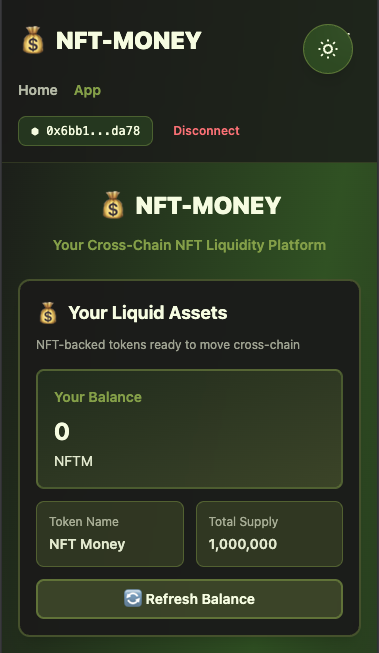 NFT-MONEY
Home App
0x6bb1...da78 Disconnect
NFT-MONEY
Your Cross-Chain NFT Liquidity Platform
Your Liquid Assets
NFT-backed tokens ready to move cross-chain
Your Balance
0
NFTM
Token Name
NFT Money
Total Supply
1,000,000
Refresh Balance